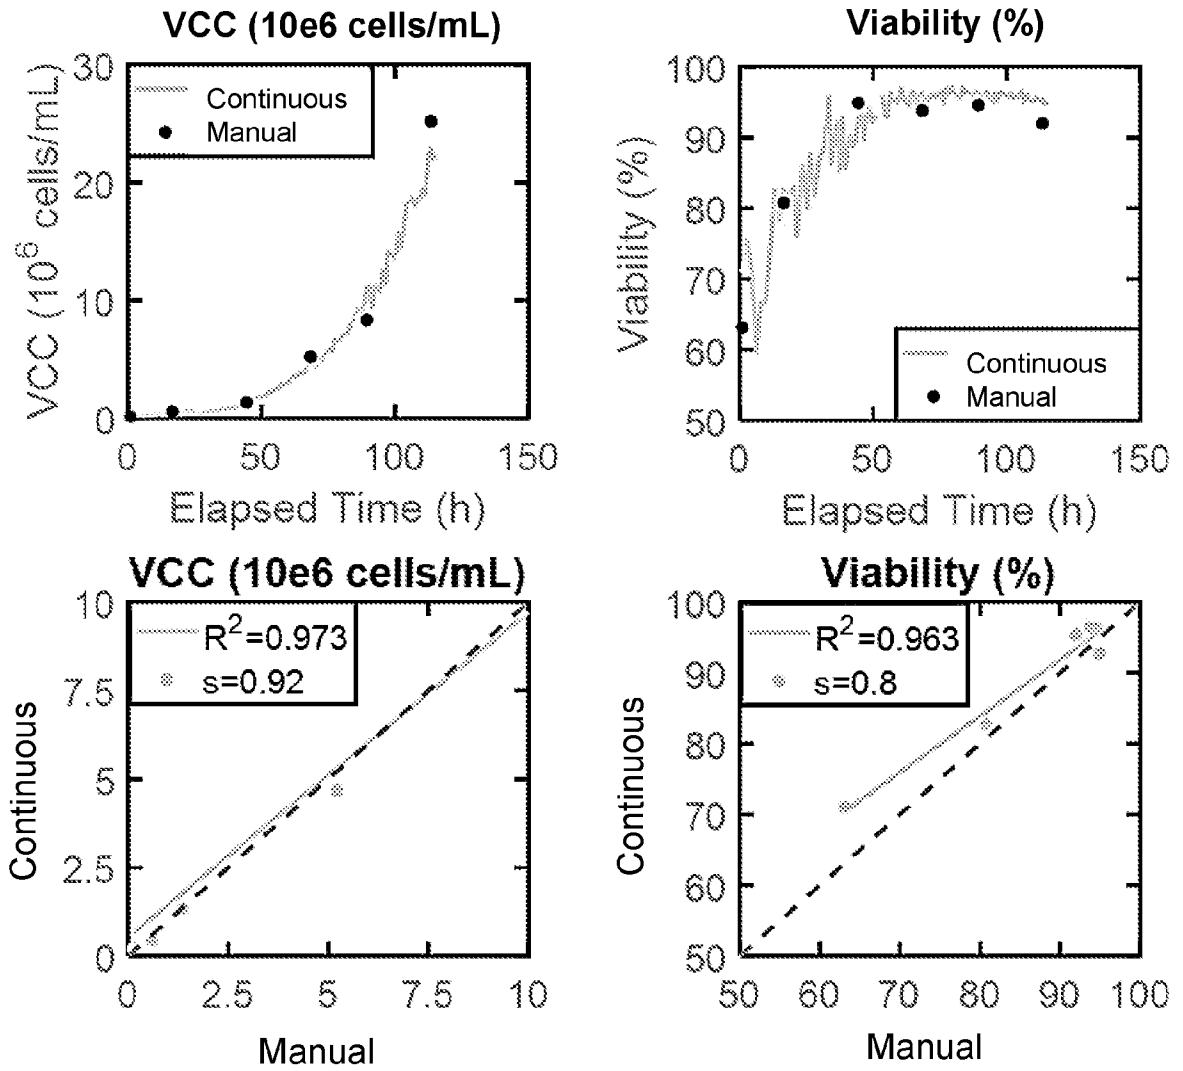 VCC (10e6 cells/mL)
30
20
10
0
VCC (10⁶ cells/mL)
Continuous
Manual
0 50 100 150
Elapsed Time (h)
Viability (%)
100
90
80
70
60
50
Viability (%)
Continuous
Manual
0 50 100 150
Elapsed Time (h)
VCC (10e6 cells/mL)
10
7.5
5
2.5
0
Continuous
R²=0.973
s=0.92
0 2.5 5 7.5 10
Manual
Viability (%)
100
90
80
70
60
50
Continuous
R²=0.963
s=0.8
50 60 70 80 90 100
Manual